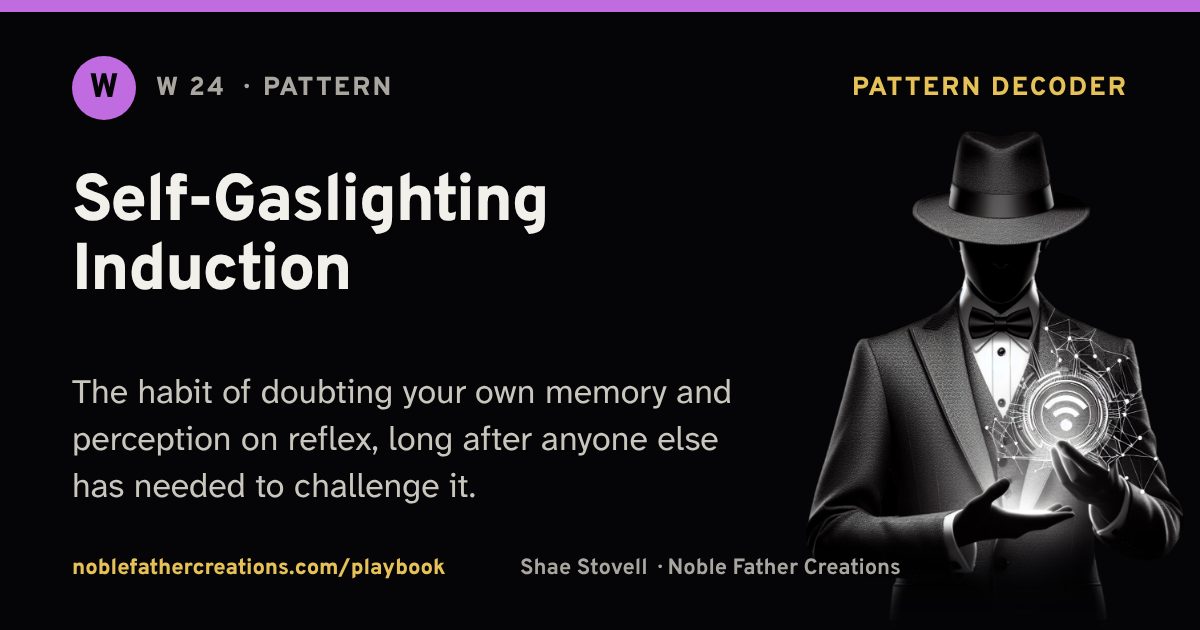 W
W 24 · PATTERN
PATTERN DECODER
Self-Gaslighting
Induction
The habit of doubting your own memory and
perception on reflex, long after anyone else
has needed to challenge it.
noblefathercreations.com/playbook
Shae Stovell · Noble Father Creations